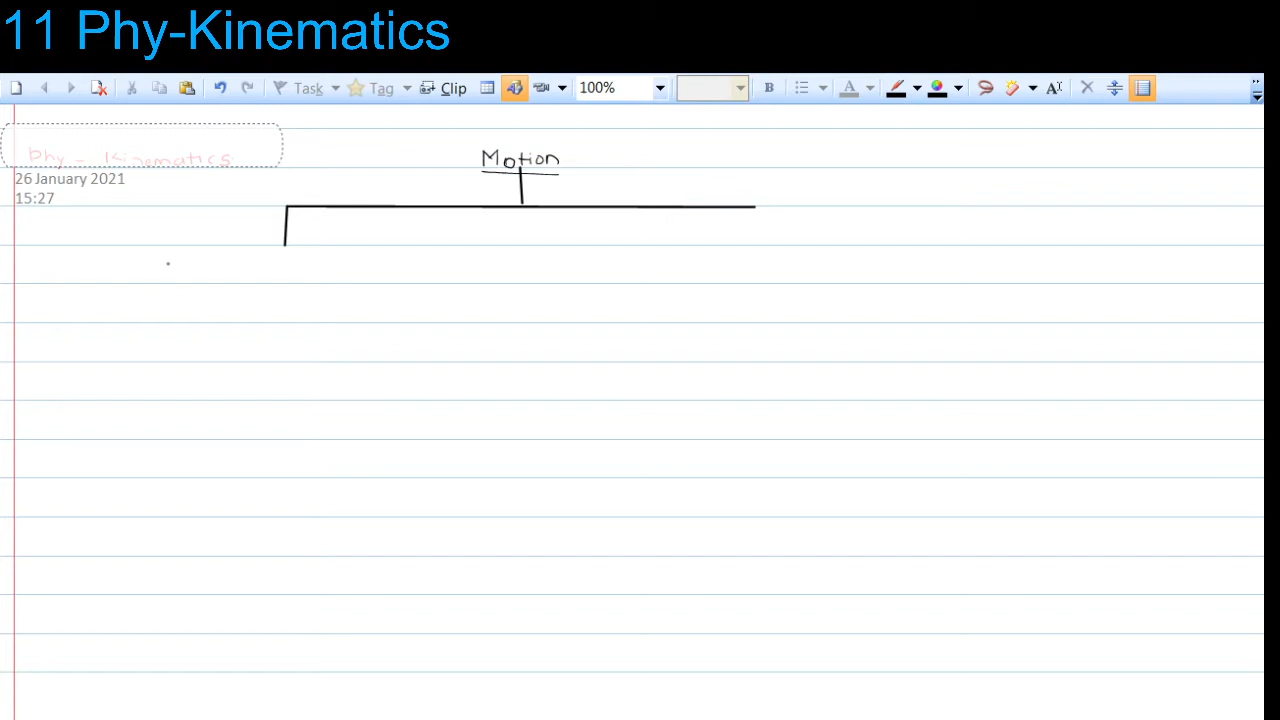 11 Phy-Kinematics
Task Tag Clip 100% B A A
Phy - Kinematics
Motion
26 January 2021
15:27